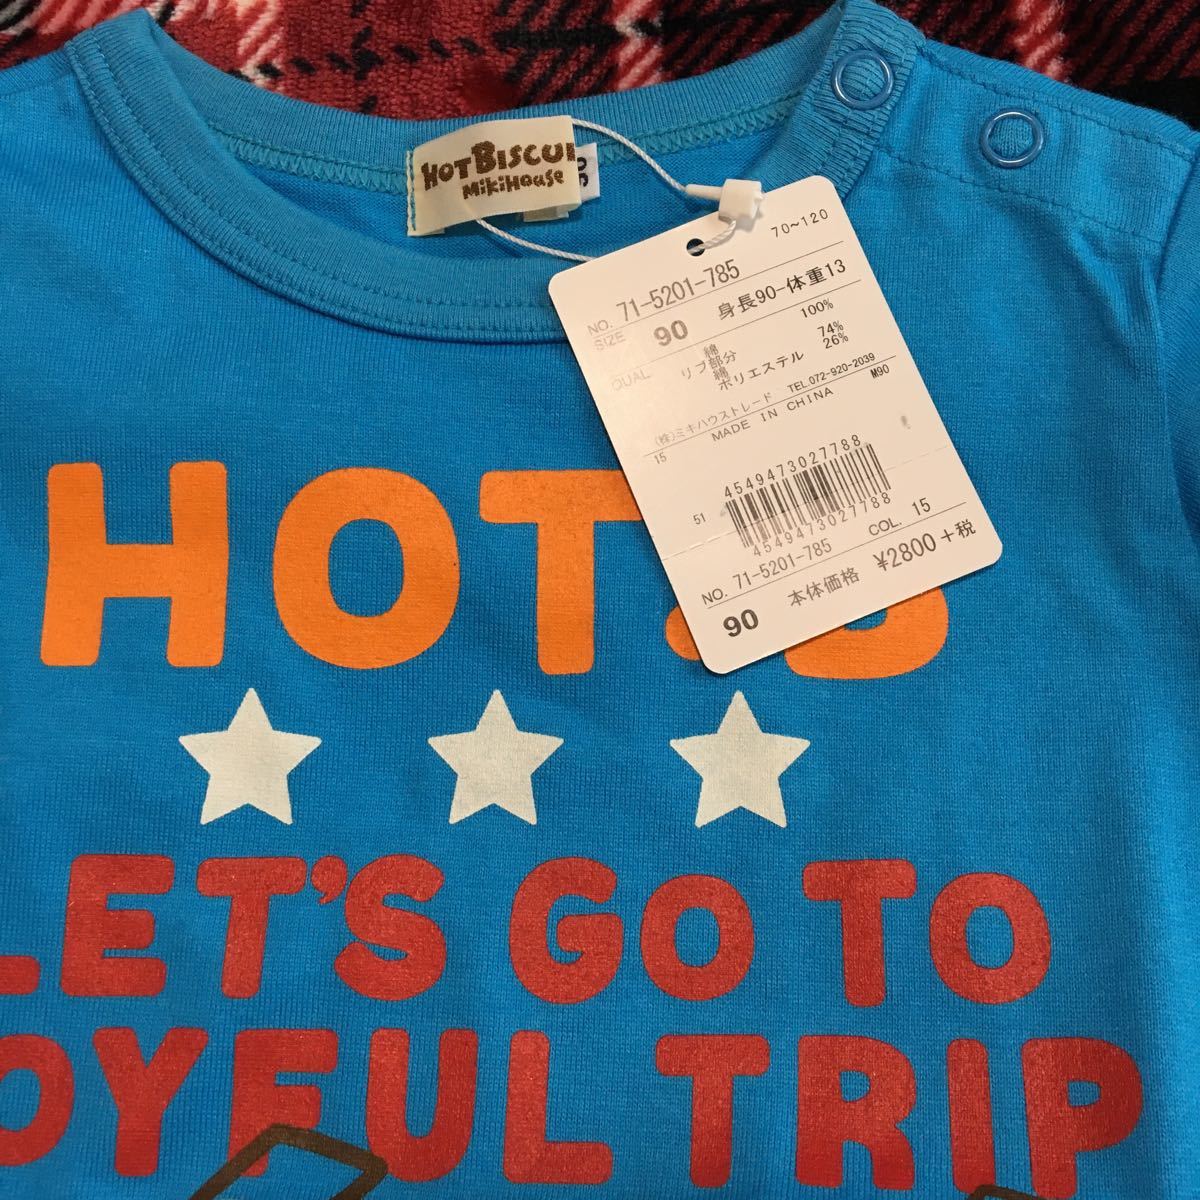 HOT BISCUI
MIKIHOUSE
90
70~120
NO. 71-5201-785
SIZE 90 身長90-体重13
QUAL 綿 100%
リブ部分
綿 74%
ポリエステル 26%
(株)ミキハウストレード TEL.072-920-2039
15 MADE IN CHINA M90
4549473027788
51
4549473027788
NO. 71-5201-785 COL. 15
90 本体価格 ¥2800+税
HOT.
LET'S GO TO
OYFUL TRIP